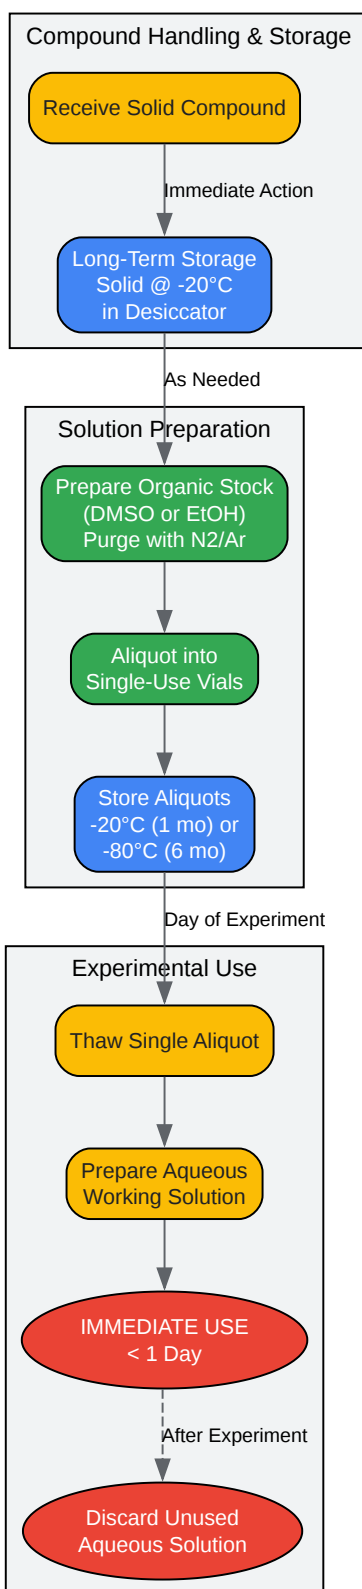 Compound Handling & Storage
Receive Solid Compound
Immediate Action
Long-Term Storage
Solid @ -20°C
in Desiccator
As Needed
Solution Preparation
Prepare Organic Stock
(DMSO or EtOH)
Purge with N2/Ar
Aliquot into
Single-Use Vials
Store Aliquots
-20°C (1 mo) or
-80°C (6 mo)
Day of Experiment
Experimental Use
Thaw Single Aliquot
Prepare Aqueous
Working Solution
IMMEDIATE USE
< 1 Day
After Experiment
Discard Unused
Aqueous Solution